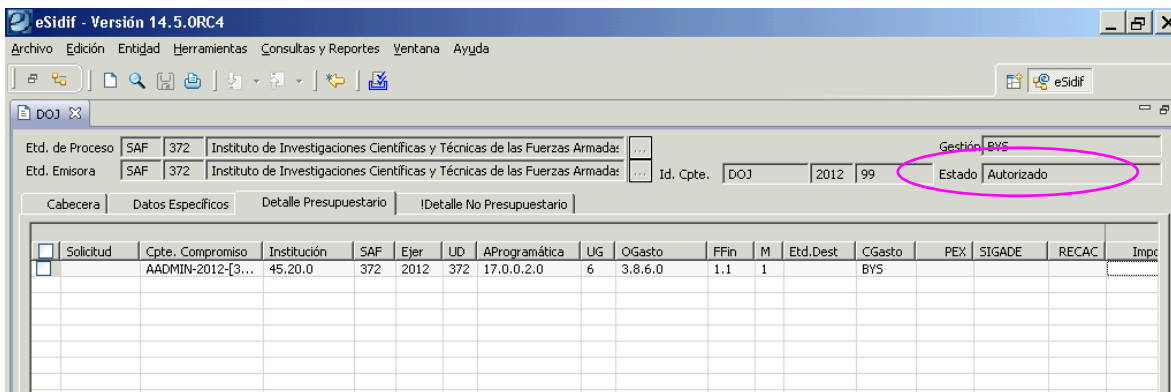 eSidif - Versión 14.5.0RC4
Archivo Edición Entidad Herramientas Consultas y Reportes Ventana Ayuda
eSidif
DOJ
Etd. de Proceso SAF 372 Instituto de Investigaciones Científicas y Técnicas de las Fuerzas Armadas ... Gestión BYS
Etd. Emisora SAF 372 Instituto de Investigaciones Científicas y Técnicas de las Fuerzas Armadas ... Id. Cpte. DOJ 2012 99 Estado Autorizado
Cabecera Datos Específicos Detalle Presupuestario !Detalle No Presupuestario
Solicitud Cpte. Compromiso Institución SAF Ejer UD AProgramática UG OGasto FFin M Etd.Dest CGasto PEX SIGADE RECAC Impo
AADMIN-2012-[3... 45.20.0 372 2012 372 17.0.0.2.0 6 3.8.6.0 1.1 1 BYS